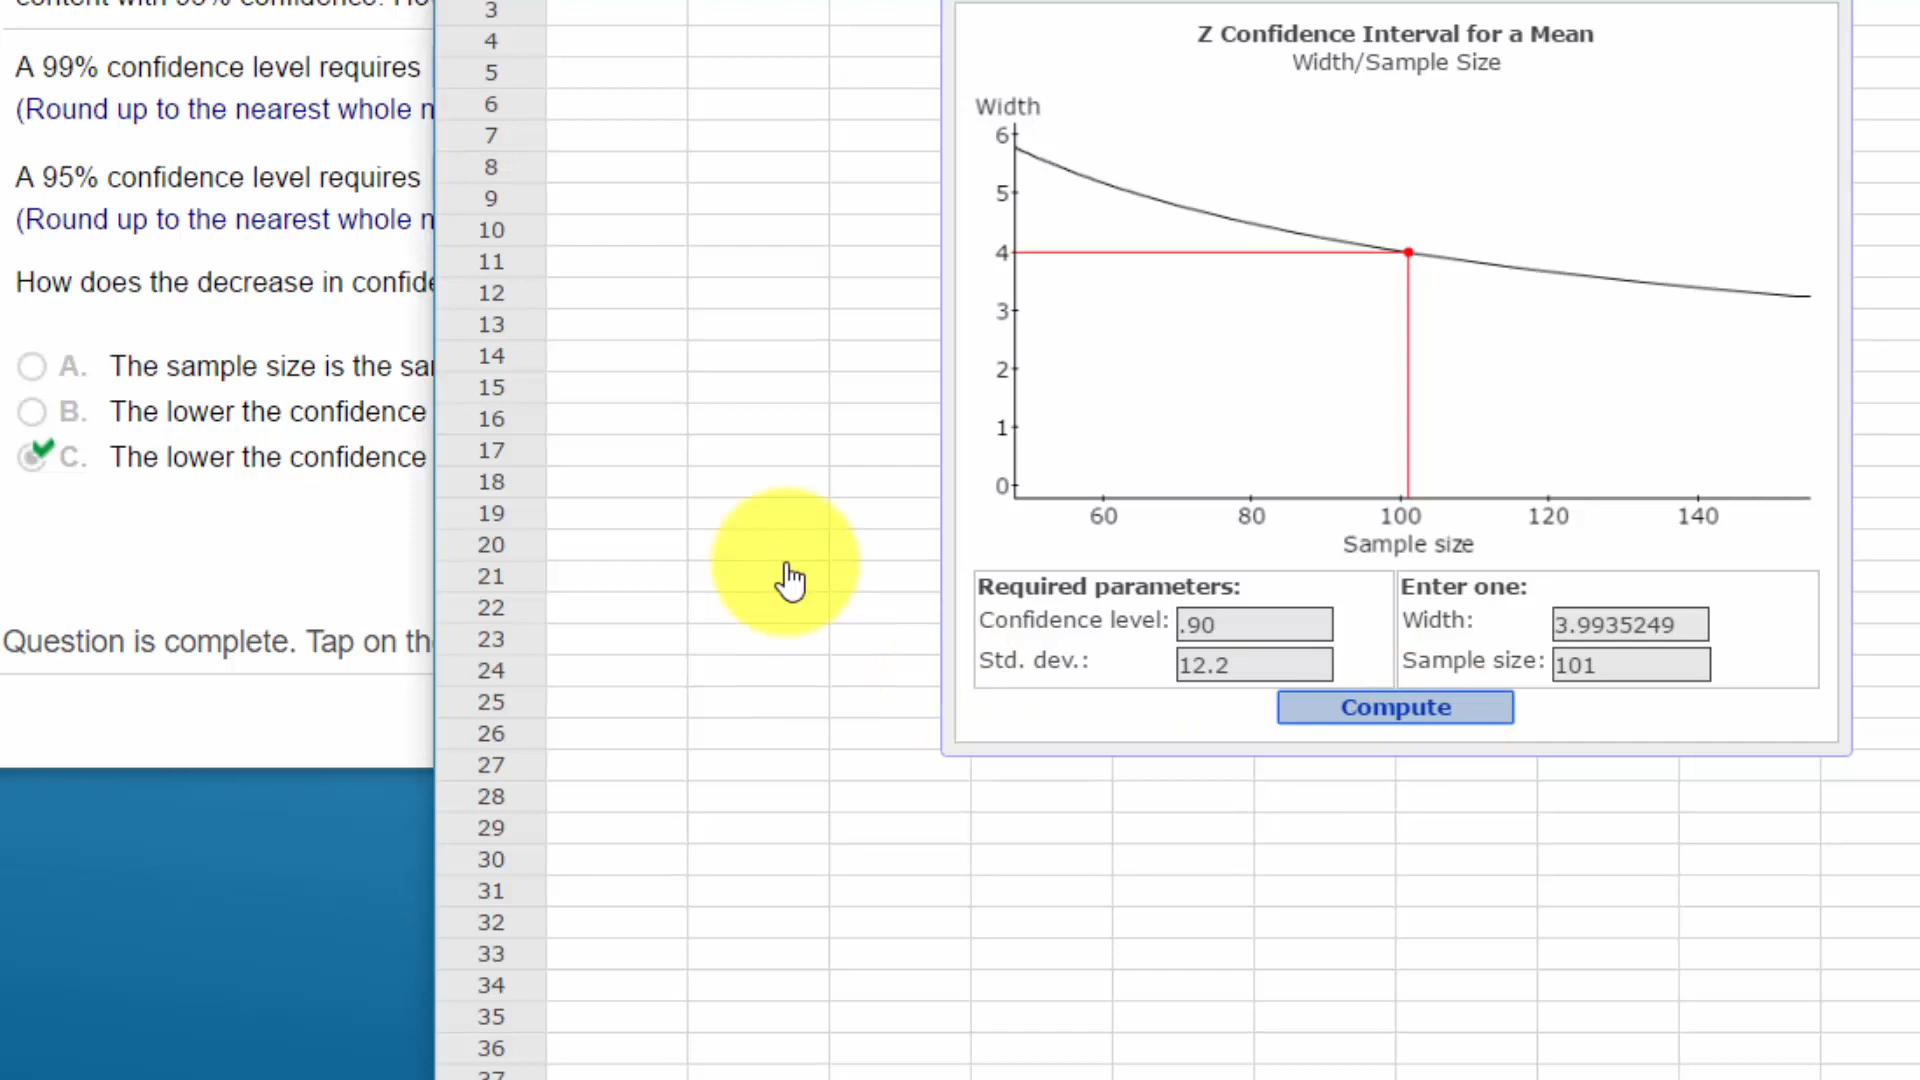 content with 95% confidence.
A 99% confidence level requires
(Round up to the nearest whole
A 95% confidence level requires
(Round up to the nearest whole
How does the decrease in
A. The sample size is the
B. The lower the confidence
C. The lower the confidence
Question is complete. Tap on
3
4
5
6
7
8
9
10
11
12
13
14
15
16
17
18
19
20
21
22
23
24
25
26
27
28
29
30
31
32
33
34
35
36
37
Z Confidence Interval for a Mean
Width/Sample Size
Width
6
5
4
3
2
1
0
60 80 100 120 140
Sample size
Required parameters: Enter one:
Confidence level: .90 Width: 3.9935249
Std. dev.: 12.2 Sample size: 101
Compute